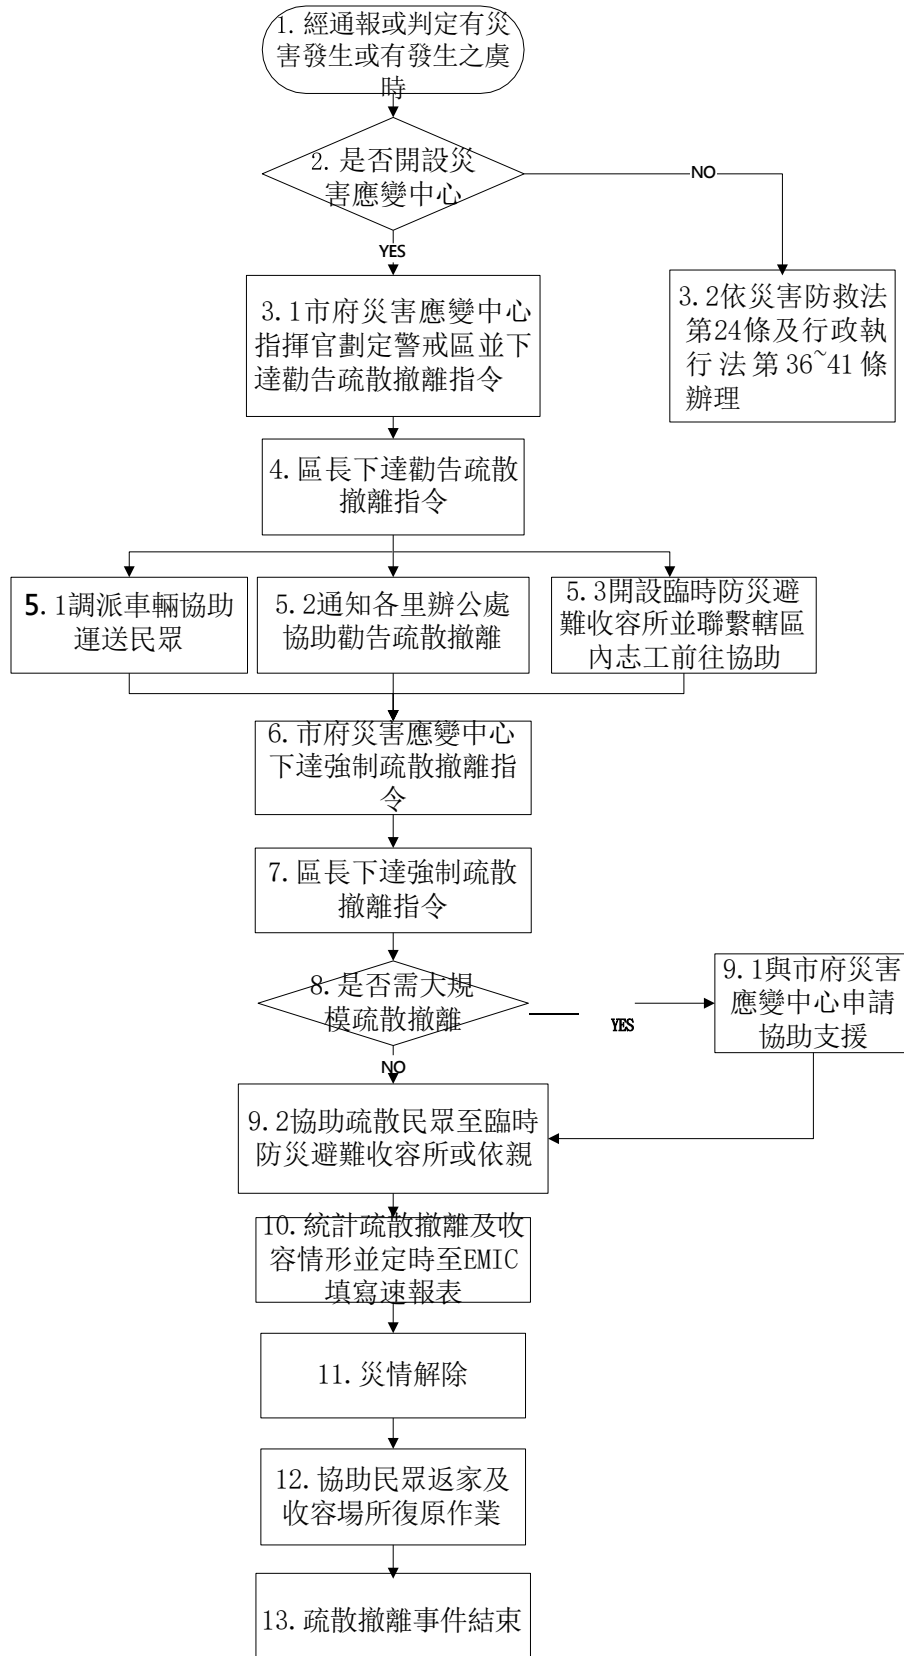 1.經通報或判定有災
害發生或有發生之虞
時
2.是否開設災
害應變中心
NO
YES
3.1市府災害應變中心
指揮官劃定警戒區並下
達勸告疏散撤離指令
3.2依災害防救法
第24條及行政執
行法第36~41條
辦理
4.區長下達勸告疏散
撤離指令
5.1調派車輛協助
運送民眾
5.2通知各里辦公處
協助勸告疏散撤離
5.3開設臨時防災避
難收容所並聯繫轄區
內志工前往協助
6.市府災害應變中心
下達強制疏散撤離指
令
7.區長下達強制疏散
撤離指令
8.是否需大規
模疏散撤離
YES
9.1與市府災害
應變中心申請
協助支援
NO
9.2協助疏散民眾至臨時
防災避難收容所或依親
10.統計疏散撤離及收
容情形並定時至EMIC
填寫速報表
11.災情解除
12.協助民眾返家及
收容場所復原作業
13.疏散撤離事件結束